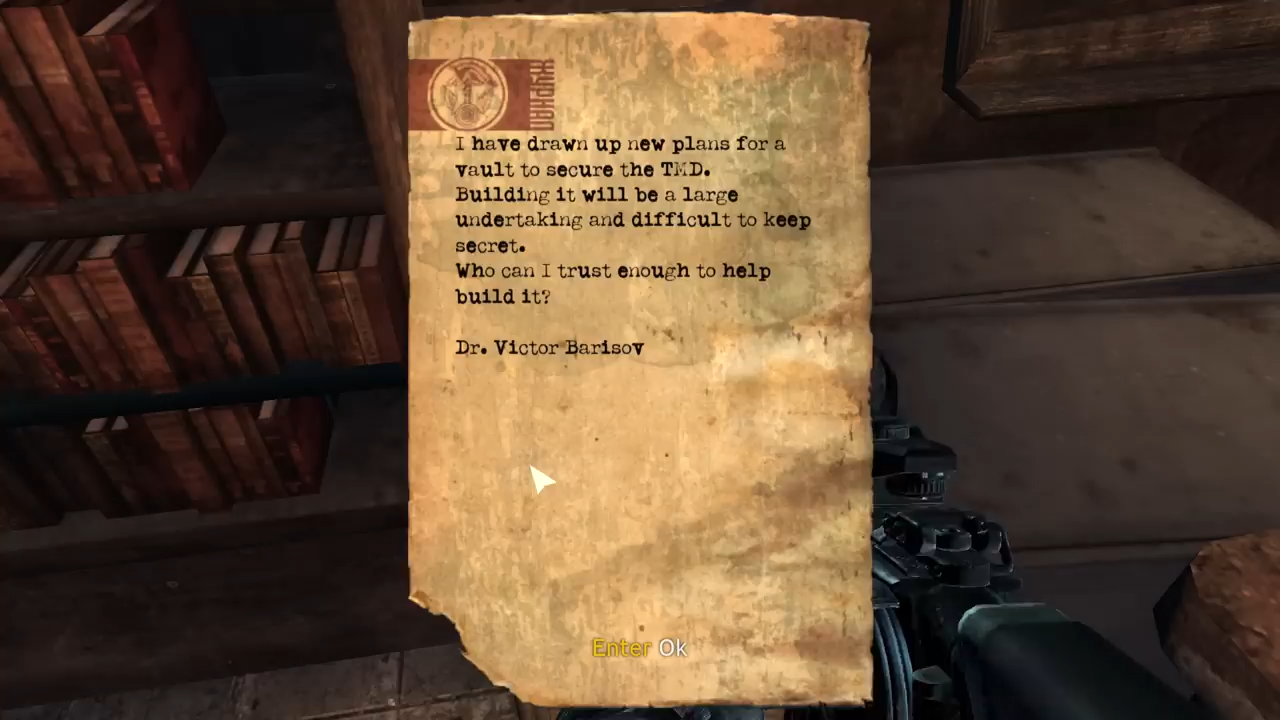 I have drawn up new plans for a
vault to secure the TMD.
Building it will be a large
undertaking and difficult to keep
secret.
Who can I trust enough to help
build it?
Dr. Victor Barisov
Enter Ok